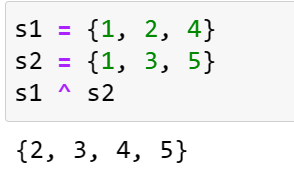 s1 = {1, 2, 4}
s2 = {1, 3, 5}
s1 ^ s2
{2, 3, 4, 5}